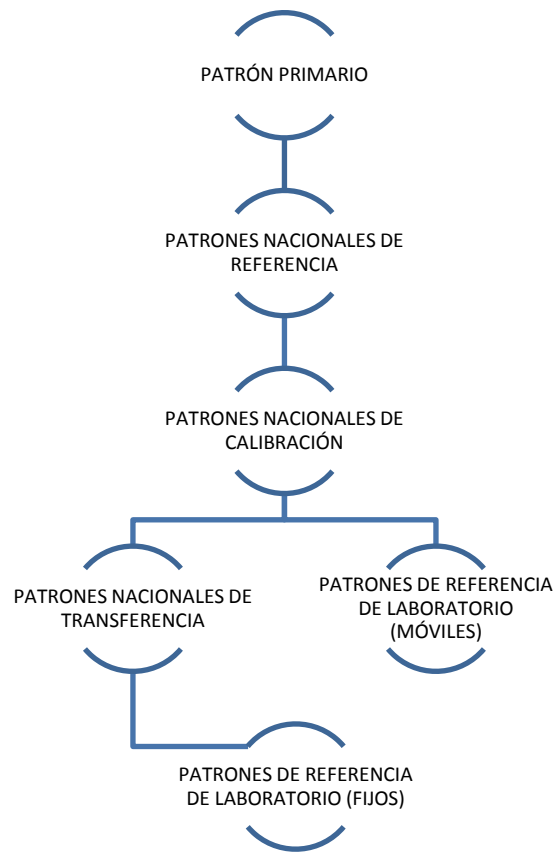 PATRÓN PRIMARIO
PATRONES NACIONALES DE
REFERENCIA
PATRONES NACIONALES DE
CALIBRACIÓN
PATRONES NACIONALES DE
TRANSFERENCIA
PATRONES DE REFERENCIA
DE LABORATORIO
(MÓVILES)
PATRONES DE REFERENCIA
DE LABORATORIO (FIJOS)